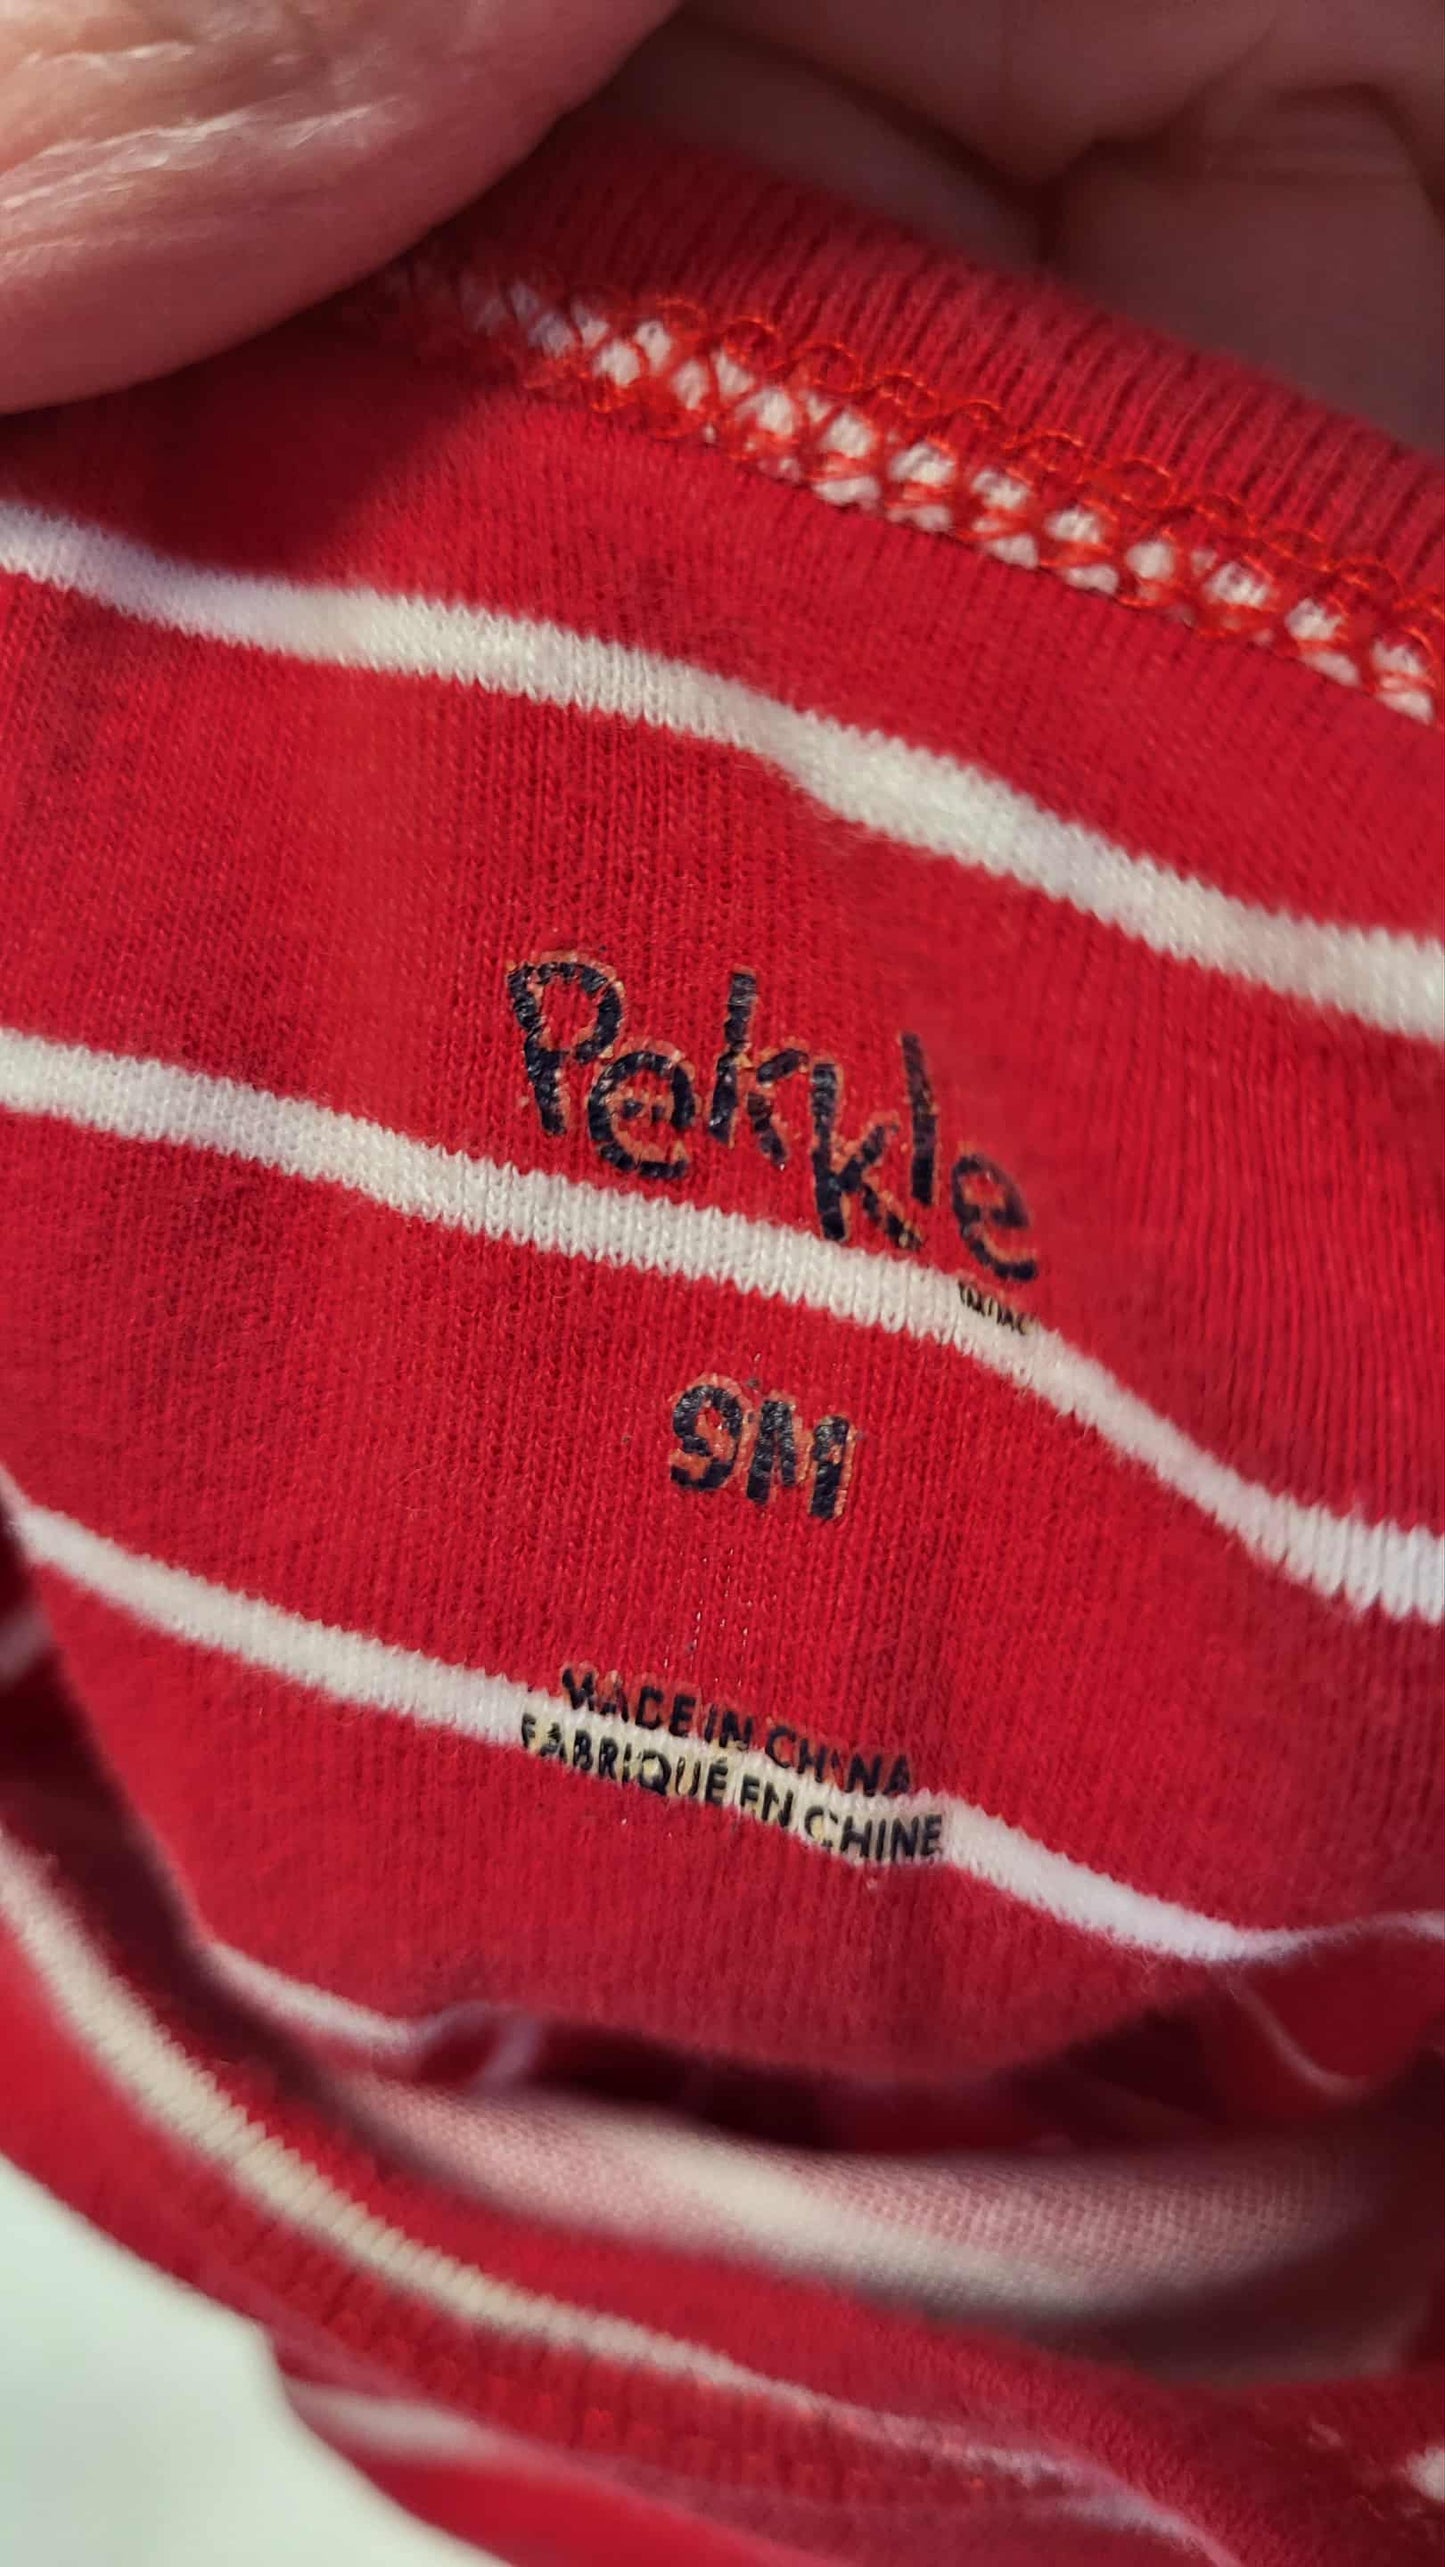 Pekkle
9M
MADE IN CHINA
FABRIQUÉ EN CHINE